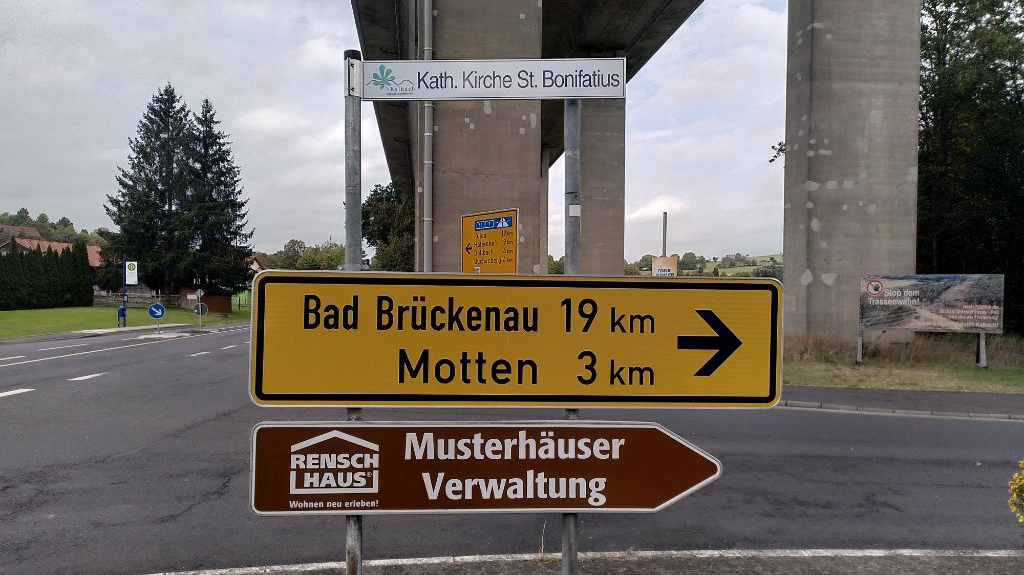 Kalbach
Kath. Kirche St. Bonifatius
Bad Brückenau 19 km
Motten 3 km
RENSCH
HAUS®
Wohnen neu erleben!
Musterhäuser
Verwaltung
Stop dem
Trassenwahn!